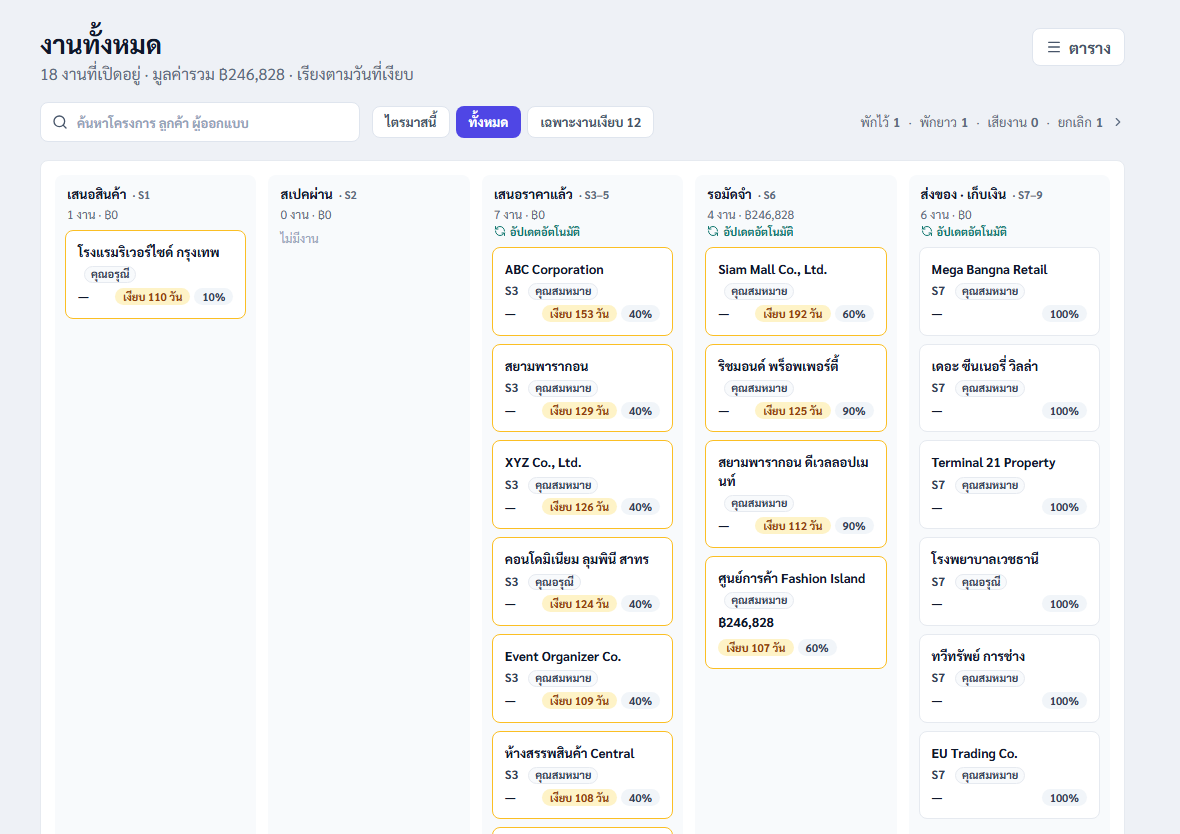 งานทั้งหมด
18 งานที่เปิดอยู่ · มูลค่ารวม ฿246,828 · เรียงตามวันที่เงียบ
ตาราง
ค้นหาโครงการ ลูกค้า ผู้ออกแบบ
ไตรมาสนี้
ทั้งหมด
เฉพาะงานเงียบ 12
พักไว้ 1 · พักยาว 1 · เสียงาน 0 · ยกเลิก 1
เสนอสินค้า · S1
1 งาน · ฿0
โรงแรมริเวอร์ไซด์ กรุงเทพ
คุณอรุณี
— เงียบ 110 วัน 10%
สเปคผ่าน · S2
0 งาน · ฿0
ไม่มีงาน
เสนอราคาแล้ว · S3–5
7 งาน · ฿0
อัปเดตอัตโนมัติ
ABC Corporation
S3 คุณสมหมาย
— เงียบ 153 วัน 40%
สยามพารากอน
S3 คุณสมหมาย
— เงียบ 129 วัน 40%
XYZ Co., Ltd.
S3 คุณสมหมาย
— เงียบ 126 วัน 40%
คอนโดมิเนียม ลุมพินี สาทร
S3 คุณอรุณี
— เงียบ 124 วัน 40%
Event Organizer Co.
S3 คุณสมหมาย
— เงียบ 109 วัน 40%
ห้างสรรพสินค้า Central
S3 คุณสมหมาย
— เงียบ 108 วัน 40%
รอมัดจำ · S6
4 งาน · ฿246,828
อัปเดตอัตโนมัติ
Siam Mall Co., Ltd.
คุณสมหมาย
— เงียบ 192 วัน 60%
ริชมอนด์ พร็อพเพอร์ตี้
คุณสมหมาย
— เงียบ 125 วัน 90%
สยามพารากอน ดีเวลลอปเม
นท์
คุณสมหมาย
— เงียบ 112 วัน 90%
ศูนย์การค้า Fashion Island
คุณสมหมาย
฿246,828
เงียบ 107 วัน 60%
ส่งของ · เก็บเงิน · S7–9
6 งาน · ฿0
อัปเดตอัตโนมัติ
Mega Bangna Retail
S7 คุณสมหมาย
— 100%
เดอะ ซีนเนอรี่ วิลล่า
S7 คุณสมหมาย
— 100%
Terminal 21 Property
S7 คุณสมหมาย
— 100%
โรงพยาบาลเวชธานี
S7 คุณอรุณี
— 100%
ทวีทรัพย์ การช่าง
S7 คุณสมหมาย
— 100%
EU Trading Co.
S7 คุณสมหมาย
— 100%